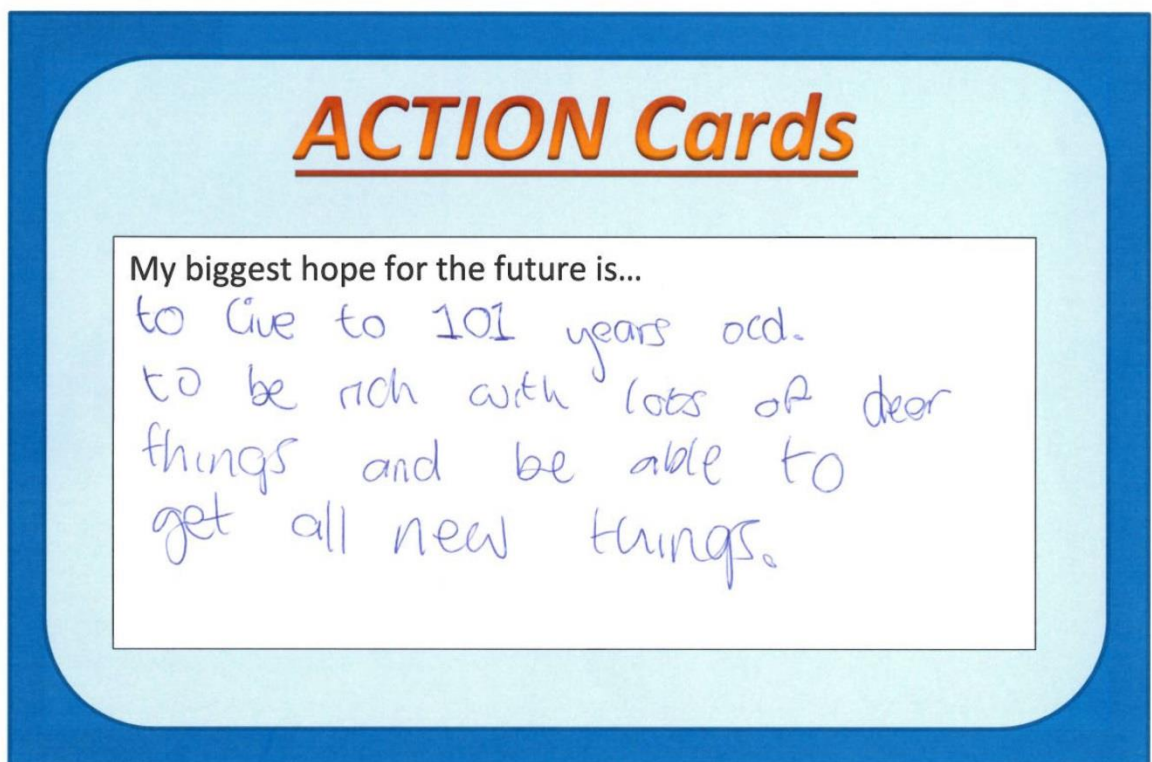 ACTION Cards
My biggest hope for the future is...
to live to 101 years old.
to be rich with lots of dear
things and be able to
get all new things.